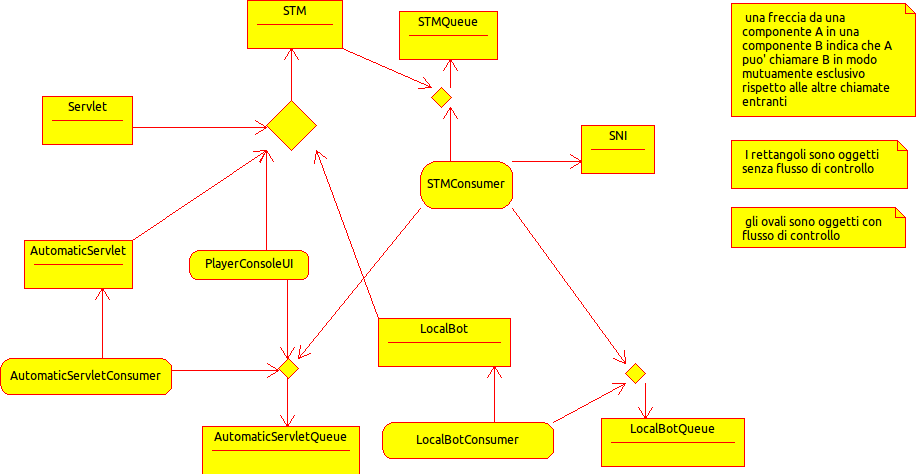 STM
STMQueue
una freccia da una
componente A in una
componente B indica che A
puo' chiamare B in modo
mutuamente esclusivo
rispetto alle altre chiamate
entranti
Servlet
SNI
I rettangoli sono oggetti
senza flusso di controllo
STMConsumer
gli ovali sono oggetti con
flusso di controllo
AutomaticServlet
PlayerConsoleUI
LocalBot
AutomaticServletConsumer
AutomaticServletQueue
LocalBotConsumer
LocalBotQueue